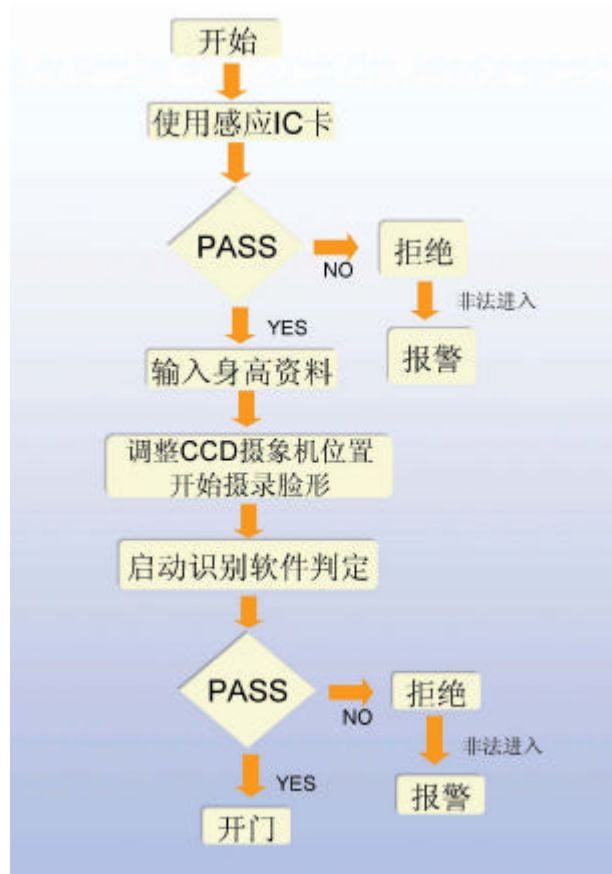 开始
使用感应IC卡
PASS
NO
拒绝
非法进入
报警
YES
输入身高资料
调整CCD摄象机位置
开始摄录脸形
启动识别软件判定
PASS
NO
拒绝
非法进入
报警
YES
开门